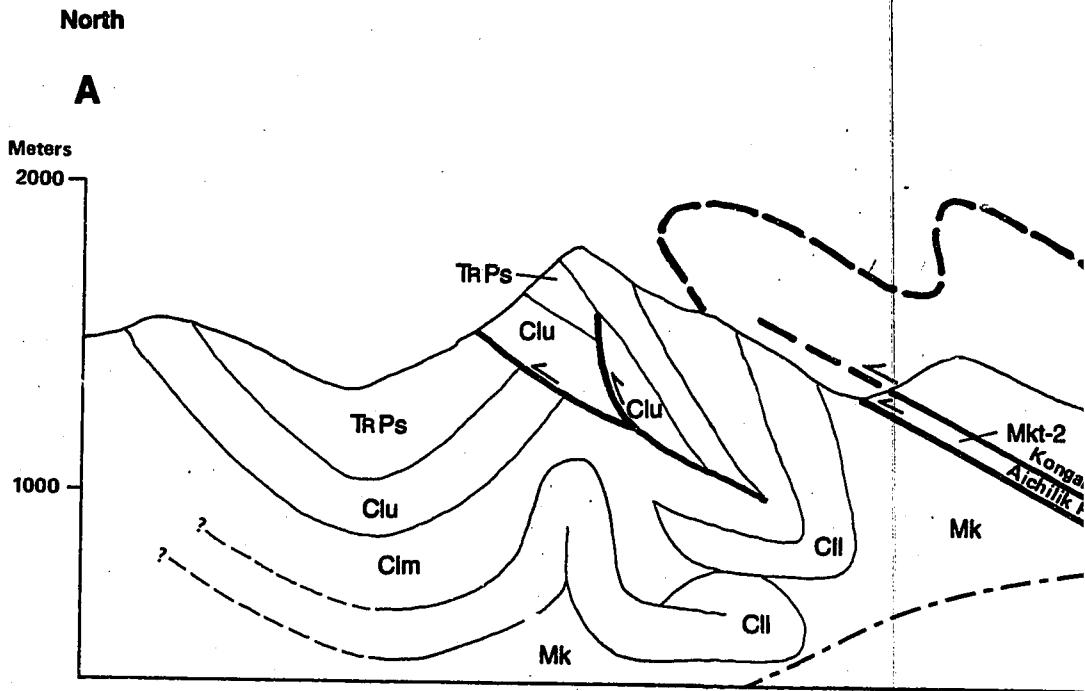 North
A
Meters
2000
TRPs
Clu
Clu
TRPs
Mkt-2
1000
Clu
Mk
?
Clm
Cll
?
Cll
Mk